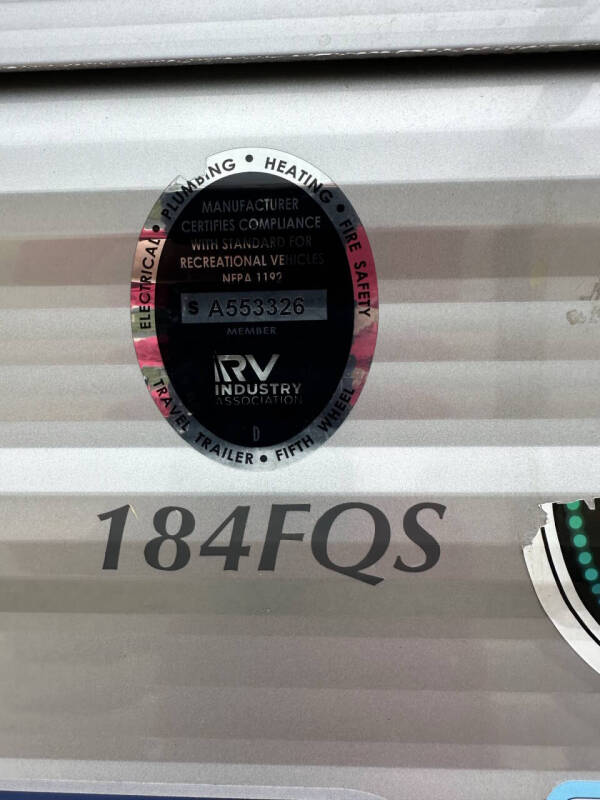 ELECTRICAL • PLUMBING • HEATING • FIRE SAFETY
MANUFACTURER
CERTIFIES COMPLIANCE
WITH STANDARD FOR
RECREATIONAL VEHICLES
NFPA 1192
S A553326
MEMBER
RV
INDUSTRY
ASSOCIATION
D
TRAVEL TRAILER • FIFTH WHEEL
184FQS